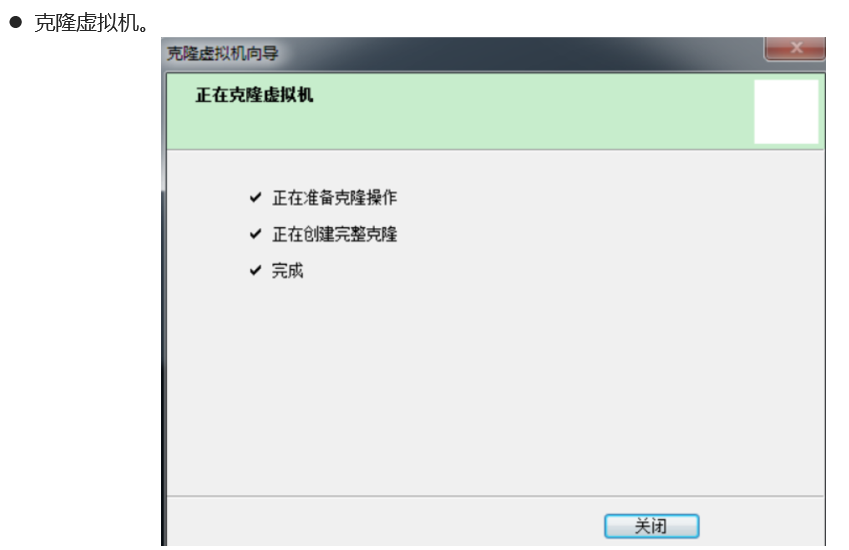 ● 克隆虚拟机。
克隆虚拟机向导
正在克隆虚拟机
✔ 正在准备克隆操作
✔ 正在创建完整克隆
✔ 完成
关闭